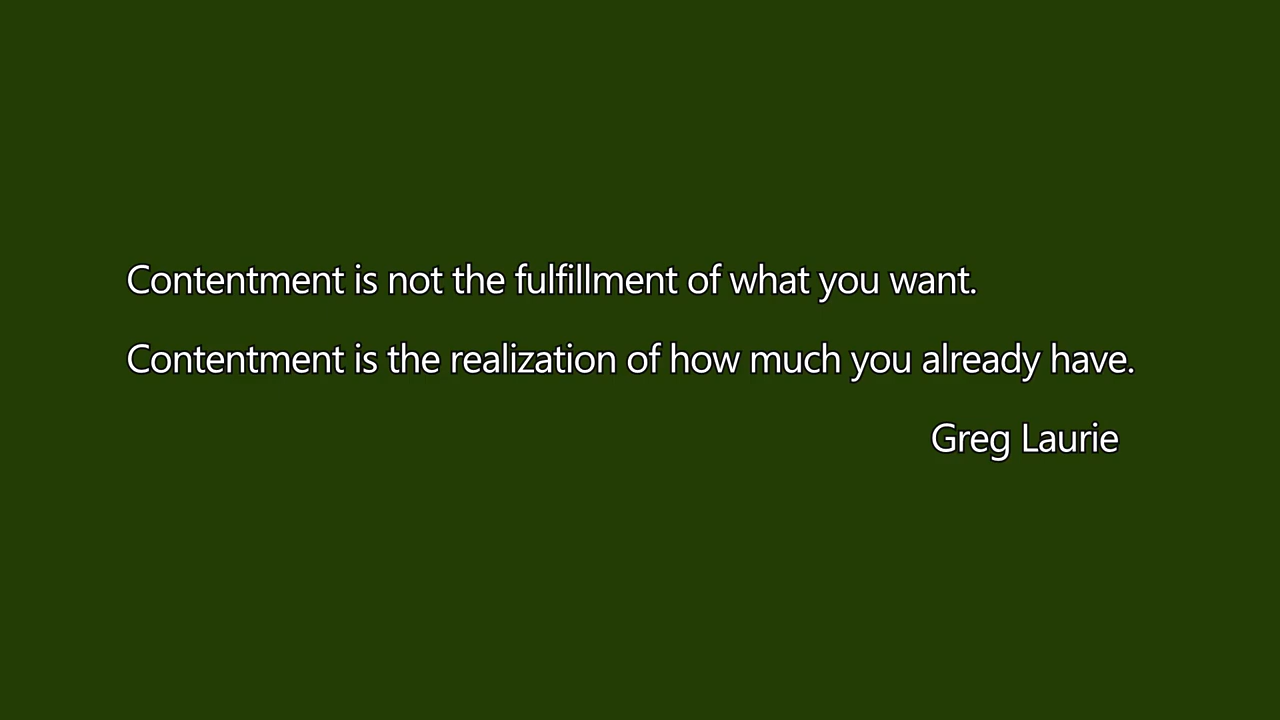 Contentment is not the fulfillment of what you want.
Contentment is the realization of how much you already have.
Greg Laurie